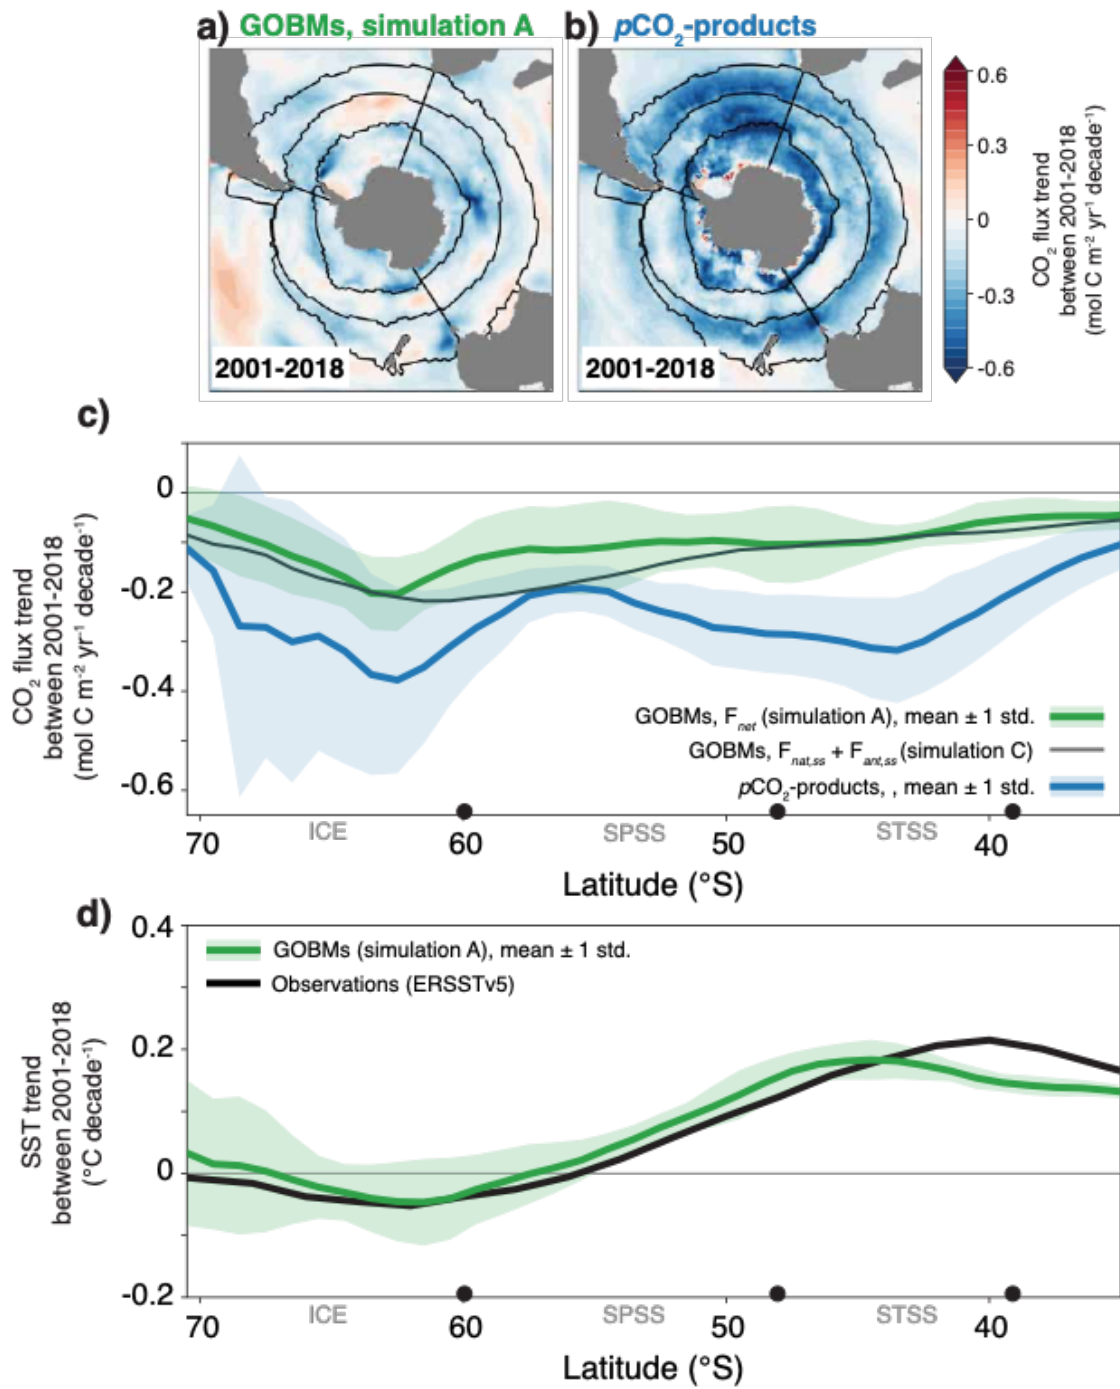 a) GOBMs, simulation A
b) pCO2-products
2001-2018
2001-2018
0.6
0.3
0
-0.3
-0.6
CO2 flux trend
between 2001-2018
(mol C m-2 yr-1 decade-1)
c)
CO2 flux trend
between 2001-2018
(mol C m-2 yr-1 decade-1)
0
-0.2
-0.4
-0.6
GOBMs, Fnet (simulation A), mean ± 1 std.
GOBMs, Fnat,ss + Fant,ss (simulation C)
pCO2-products, , mean ± 1 std.
70 60 50 40
ICE SPSS STSS
Latitude (°S)
d)
SST trend
between 2001-2018
(°C decade-1)
0.4
0.2
0
-0.2
GOBMs (simulation A), mean ± 1 std.
Observations (ERSSTv5)
70 60 50 40
ICE SPSS STSS
Latitude (°S)